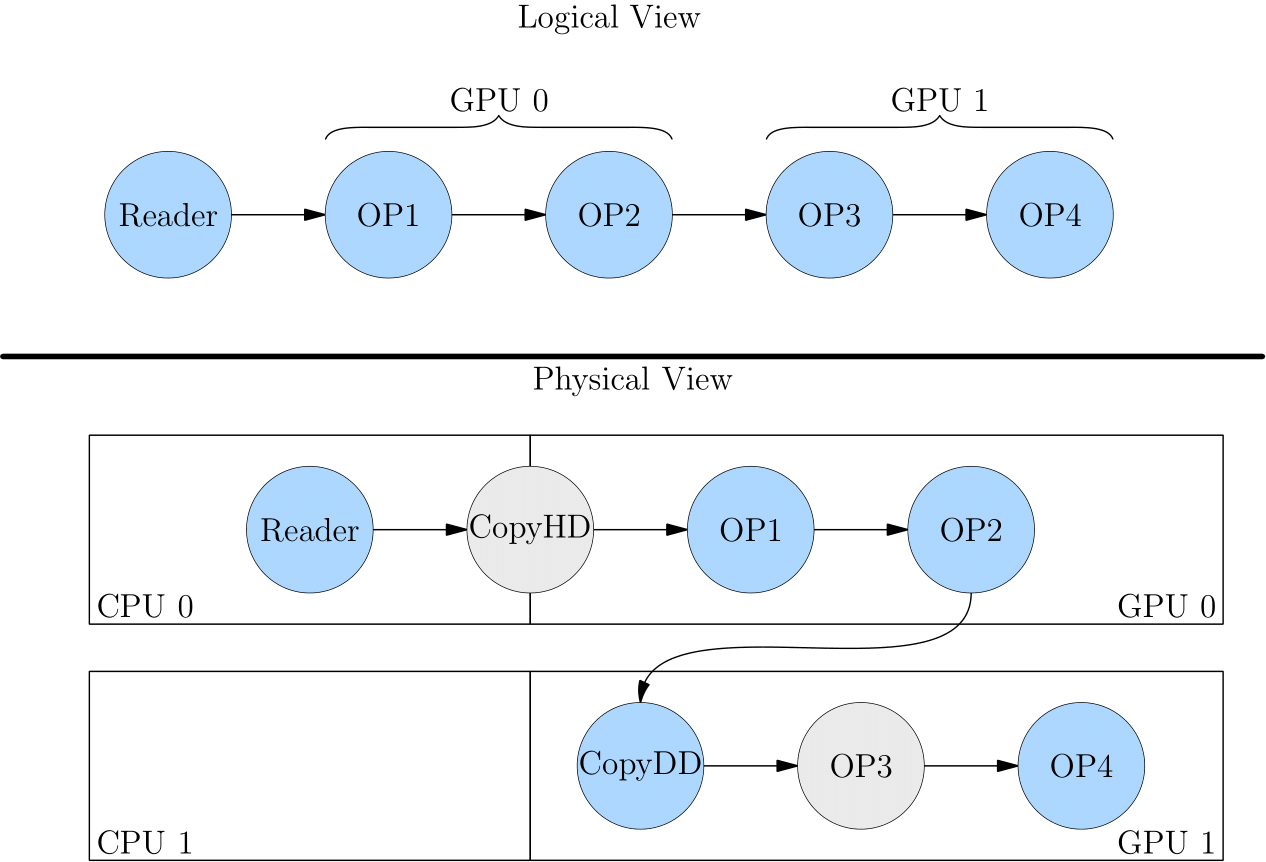 Logical View
GPU 0
GPU 1
Reader
OP1
OP2
OP3
OP4
Physical View
Reader
CopyHD
OP1
OP2
CPU 0
GPU 0
CopyDD
OP3
OP4
CPU 1
GPU 1